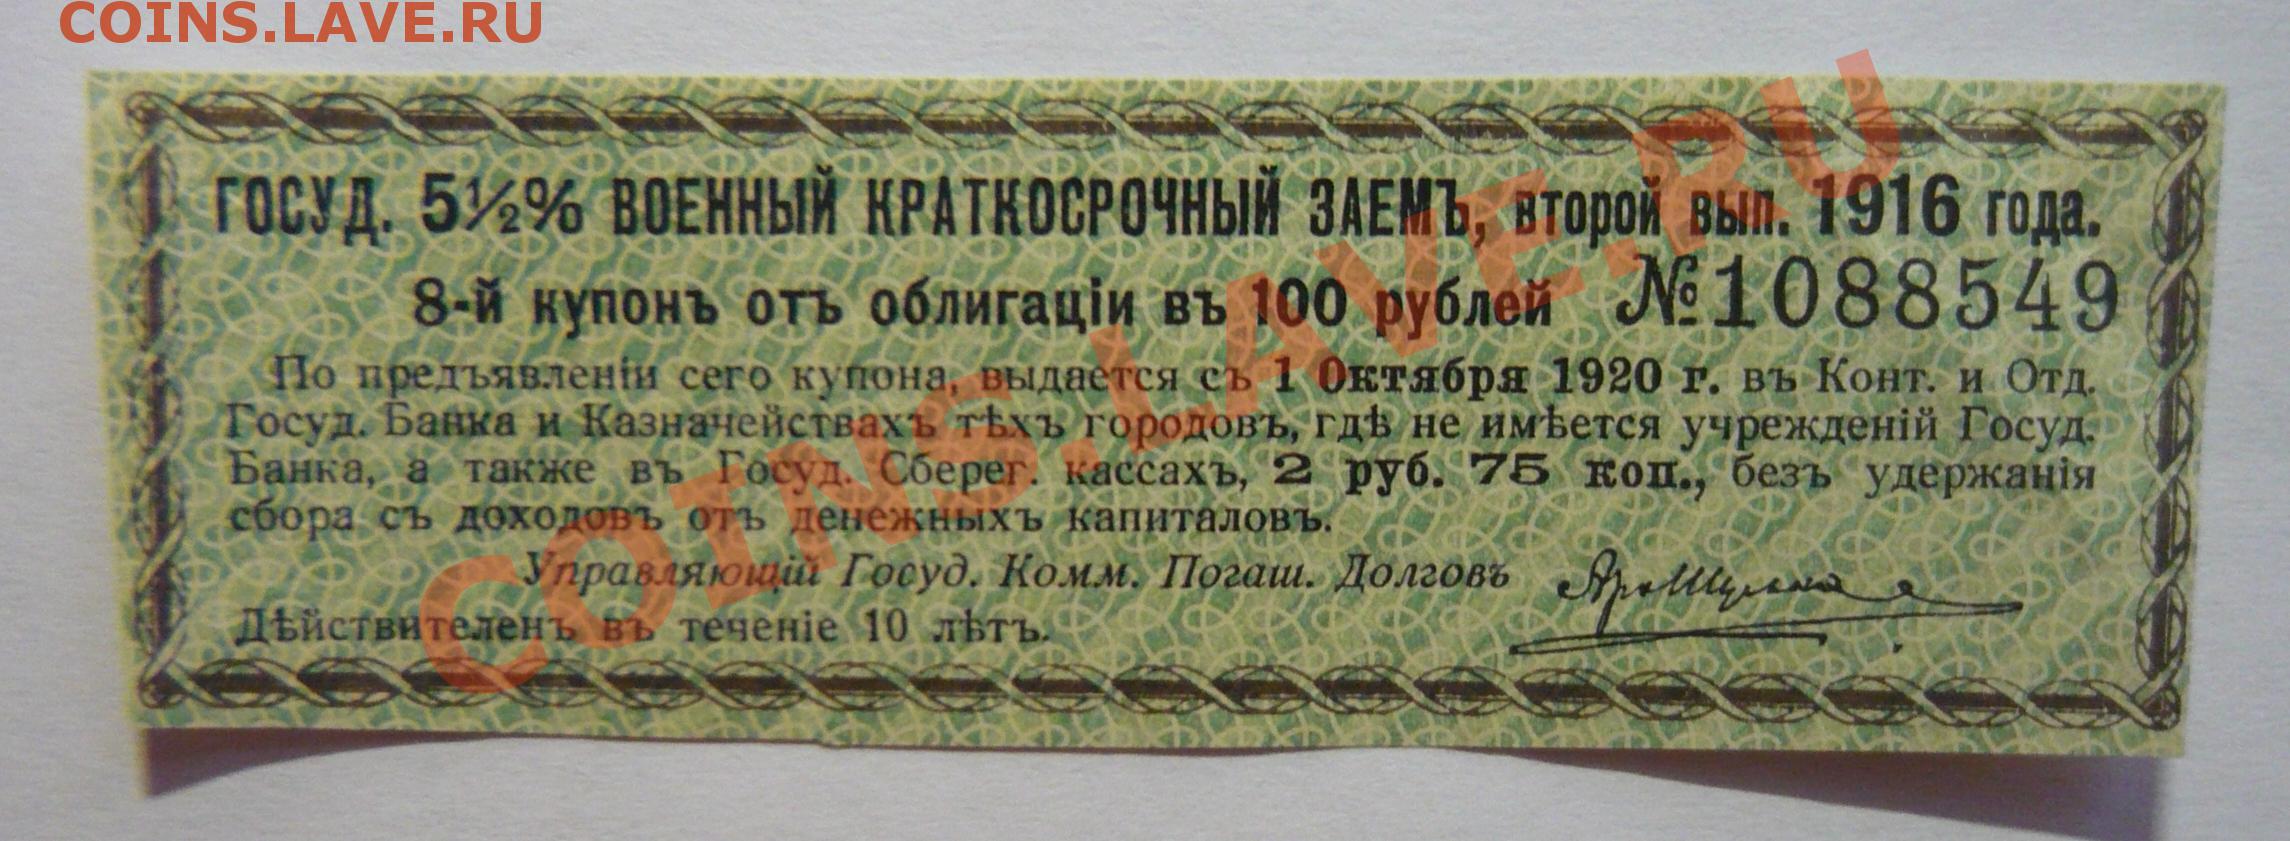 COINS.LAVE.RU
ГОСУД. 5½% ВОЕННЫЙ КРАТКОСРОЧНЫЙ ЗАЕМЪ, второй вып. 1916 года.
8-й купонъ отъ облигаціи въ 100 рублей №1088549
По предъявленіи сего купона, выдается съ 1 Октября 1920 г. въ Конт. и Отд.
Госуд. Банка и Казначействахъ тѣхъ городовъ, гдѣ не имѣется учрежденій Госуд.
Банка, а также въ Госуд. Сберег. кассахъ, 2 руб. 75 коп., безъ удержанія
сбора съ доходовъ отъ денежныхъ капиталовъ.
Управляющій Госуд. Комм. Погаш. Долговъ
Дѣйствителенъ въ теченіе 10 лѣтъ.
COINS.LAVE.RU